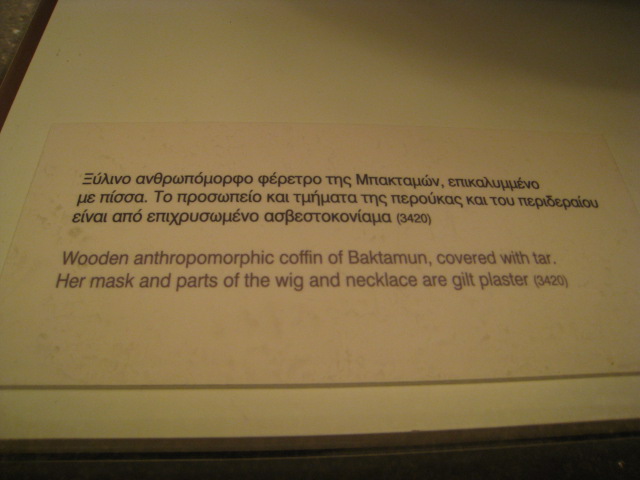 Ξύλινο ανθρωπόμορφο φέρετρο της Μπακταμών, επικαλυμμένο
με πίσσα. Το προσωπείο και τμήματα της περούκας και του περιδεραίου
είναι από επιχρυσωμένο ασβεστοκονίαμα (3420)
Wooden anthropomorphic coffin of Baktamun, covered with tar.
Her mask and parts of the wig and necklace are gilt plaster (3420)